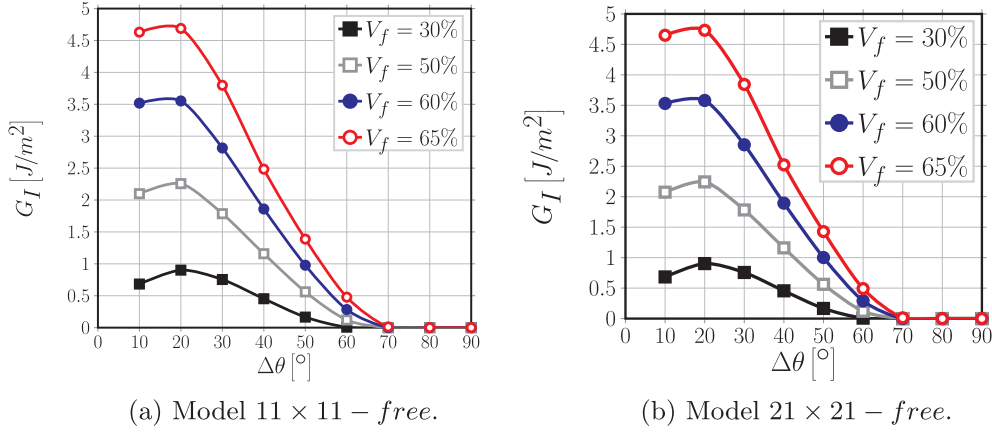 5
4.5
4
3.5
3
2.5
2
1.5
1
0.5
0
G_I [J/m²]
0 10 20 30 40 50 60 70 80 90
Δθ [°]
V_f = 30%
V_f = 50%
V_f = 60%
V_f = 65%
(a) Model 11 × 11 − free.
5
4.5
4
3.5
3
2.5
2
1.5
1
0.5
0
G_I [J/m²]
0 10 20 30 40 50 60 70 80 90
Δθ [°]
V_f = 30%
V_f = 50%
V_f = 60%
V_f = 65%
(b) Model 21 × 21 − free.